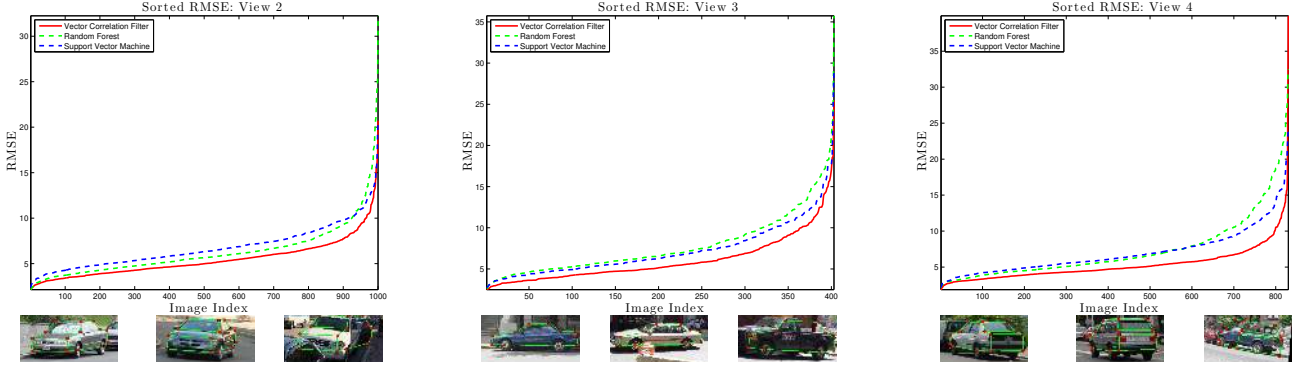 Sorted RMSE: View 2
Vector Correlation Filter
Random Forest
Support Vector Machine
RMSE
30
25
20
15
10
5
100 200 300 400 500 600 700 800 900 1000
Image Index
Sorted RMSE: View 3
Vector Correlation Filter
Random Forest
Support Vector Machine
RMSE
35
30
25
20
15
10
5
50 100 150 200 250 300 350 400
Image Index
Sorted RMSE: View 4
Vector Correlation Filter
Random Forest
Support Vector Machine
RMSE
35
30
25
20
15
10
5
100 200 300 400 500 600 700 800
Image Index